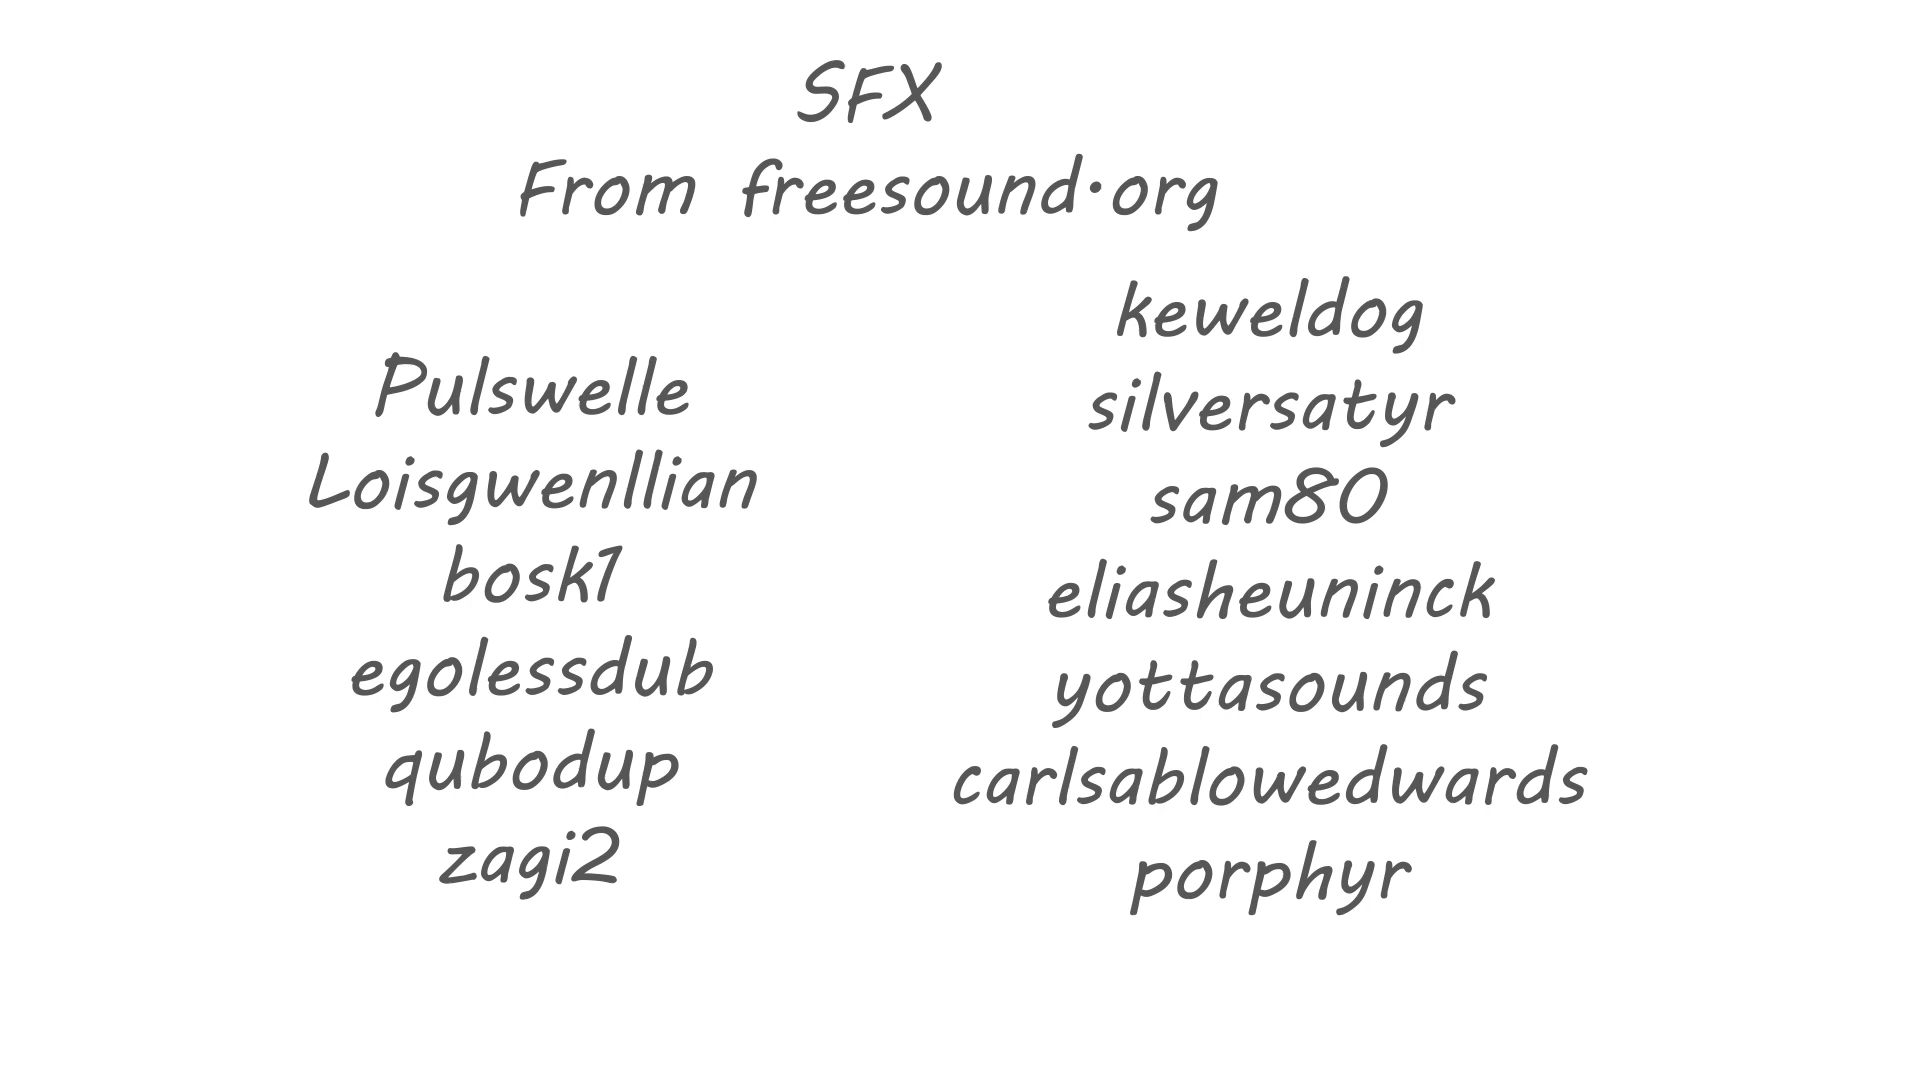 SFX
From freesound.org
Pulswelle
Loisgwenllian
bosk1
egolessdub
qubodup
zagi2
keweldog
silversatyr
sam80
eliasheuninck
yottasounds
carlsablowedwards
porphyr